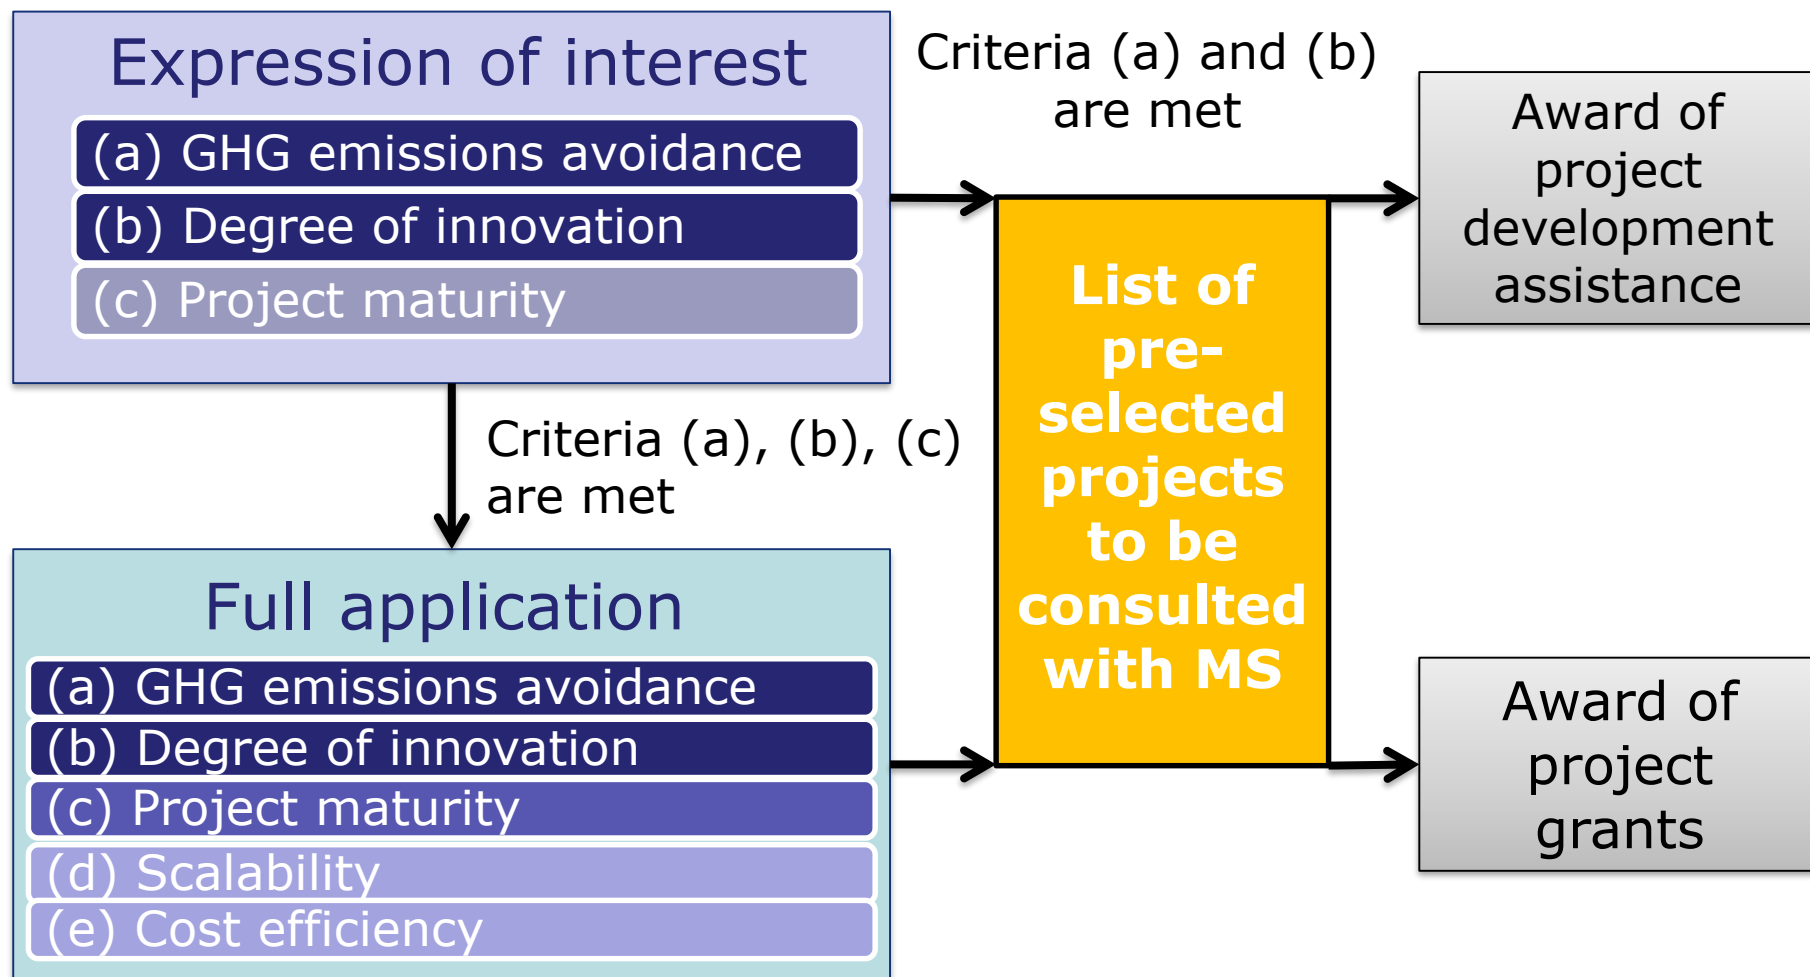 Expression of interest
(a) GHG emissions avoidance
(b) Degree of innovation
(c) Project maturity
Criteria (a) and (b)
are met
Award of
project
development
assistance
Criteria (a), (b), (c)
are met
List of
pre-
selected
projects
to be
consulted
with MS
Full application
(a) GHG emissions avoidance
(b) Degree of innovation
(c) Project maturity
(d) Scalability
(e) Cost efficiency
Award of
project
grants